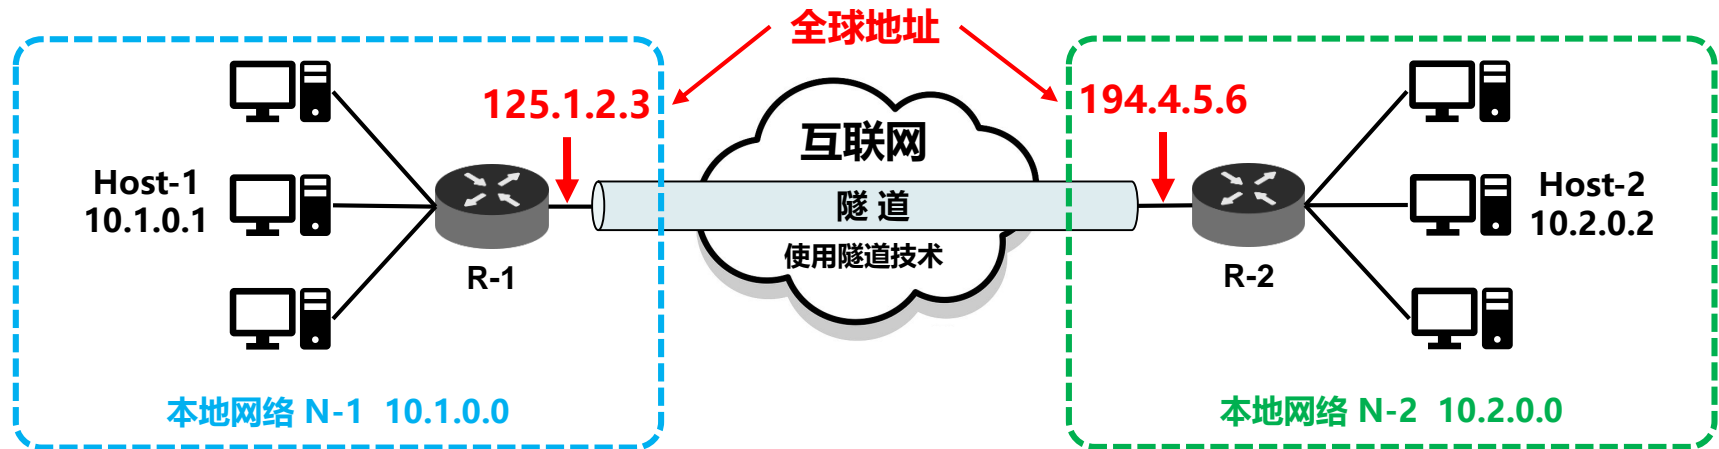 全球地址
125.1.2.3
194.4.5.6
互联网
Host-1
10.1.0.1
隧 道
Host-2
10.2.0.2
使用隧道技术
R-1
R-2
本地网络 N-1 10.1.0.0
本地网络 N-2 10.2.0.0